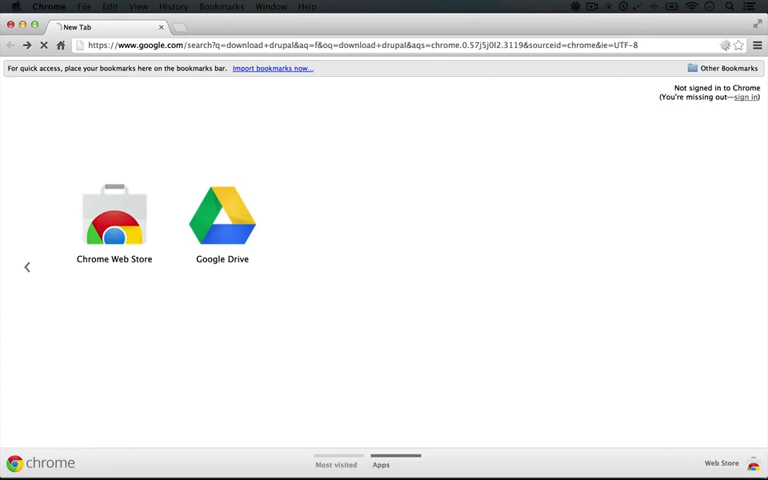 Chrome File Edit View History Bookmarks Window Help
New Tab
https://www.google.com/search?q=download+drupal&aq=f&oq=download+drupal&aqs=chrome.0.57j5j0l2.3119&sourceid=chrome&ie=UTF-8
For quick access, place your bookmarks here on the bookmarks bar. Import bookmarks now... Other Bookmarks
Not signed in to Chrome
(You're missing out—sign in)
Chrome Web Store Google Drive
chrome Most visited Apps Web Store